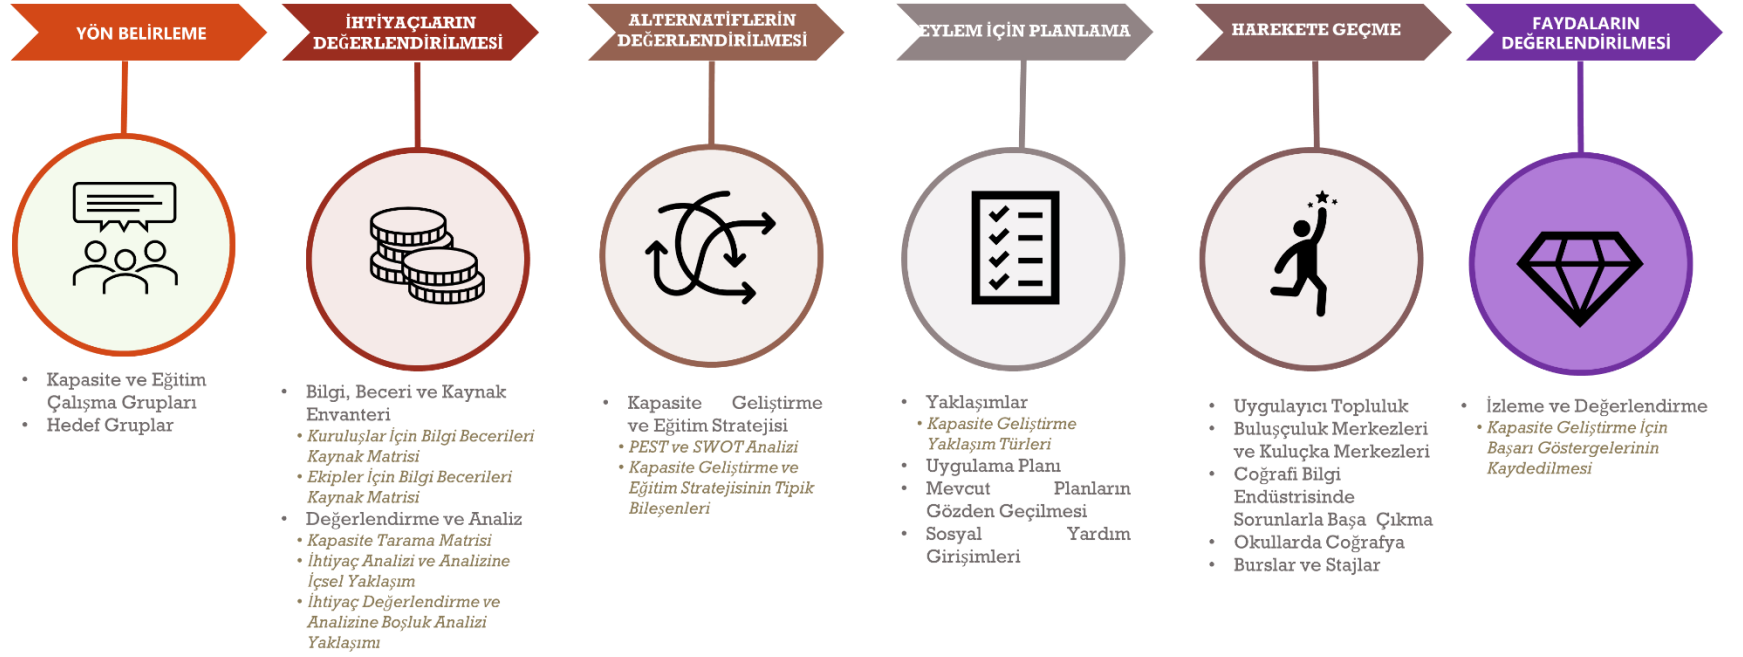 YÖN BELİRLEME
• Kapasite ve Eğitim
Çalışma Grupları
• Hedef Gruplar
İHTİYAÇLARIN
DEĞERLENDİRİLMESİ
• Bilgi, Beceri ve Kaynak
Envanteri
• Kuruluşlar İçin Bilgi Becerileri
Kaynak Matrisi
• Ekipler İçin Bilgi Becerileri
Kaynak Matrisi
• Değerlendirme ve Analiz
• Kapasite Tarama Matrisi
• İhtiyaç Analizi ve Analizine
İçsel Yaklaşım
• İhtiyaç Değerlendirme ve
Analizine Boşluk Analizi
Yaklaşımı
ALTERNATİFLERİN
DEĞERLENDİRİLMESİ
• Kapasite Geliştirme
ve Eğitim Stratejisi
• PEST ve SWOT Analizi
• Kapasite Geliştirme ve
Eğitim Stratejisinin Tipik
Bileşenleri
EYLEM İÇİN PLANLAMA
• Yaklaşımlar
• Kapasite Geliştirme
Yaklaşım Türleri
• Uygulama Planı
• Mevcut Planların
Gözden Geçilmesi
• Sosyal Yardım
Girişimleri
HAREKETE GEÇME
• Uygulayıcı Topluluk
• Buluşçuluk Merkezleri
ve Kuluçka Merkezleri
• Coğrafi Bilgi
Endüstrisinde
Sorunlarla Başa Çıkma
• Okullarda Coğrafya
• Burslar ve Stajlar
FAYDALARIN
DEĞERLENDİRİLMESİ
• İzleme ve Değerlendirme
• Kapasite Geliştirme İçin
Başarı Göstergelerinin
Kaydedilmesi